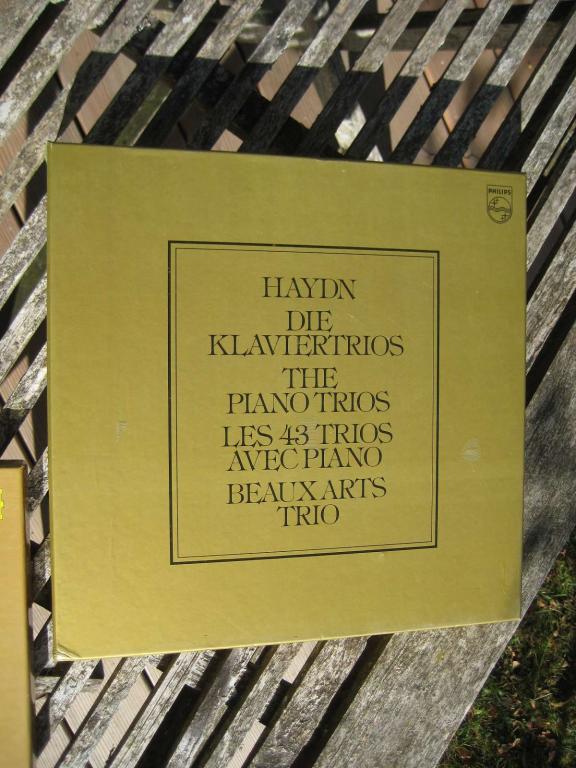 PHILIPS
HAYDN
DIE
KLAVIERTRIOS
THE
PIANO TRIOS
LES 43 TRIOS
AVEC PIANO
BEAUX ARTS
TRIO